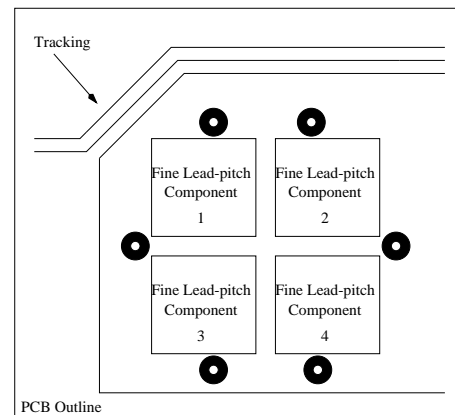 Tracking
Fine Lead-pitch
Component
1
Fine Lead-pitch
Component
2
Fine Lead-pitch
Component
3
Fine Lead-pitch
Component
4
PCB Outline